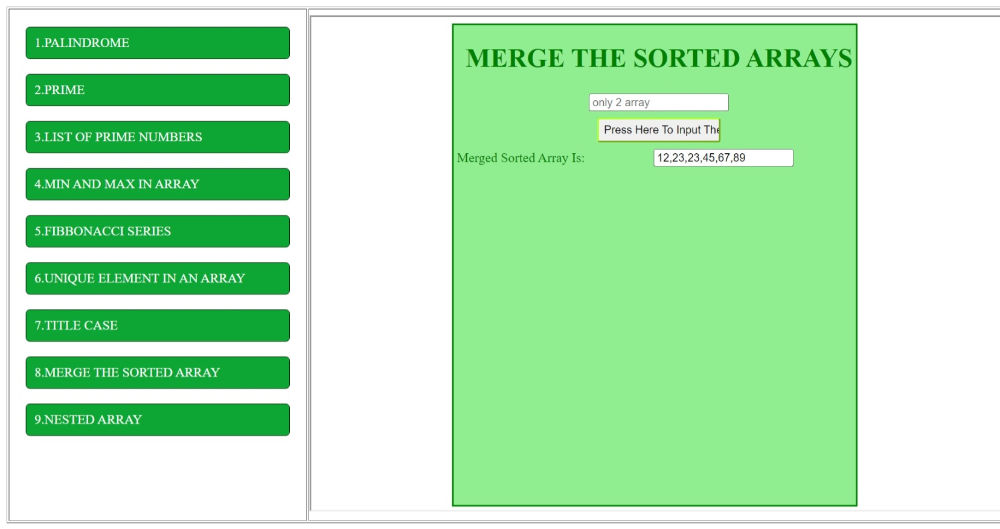 1.PALINDROME
2.PRIME
3.LIST OF PRIME NUMBERS
4.MIN AND MAX IN ARRAY
5.FIBBONACCI SERIES
6.UNIQUE ELEMENT IN AN ARRAY
7.TITLE CASE
8.MERGE THE SORTED ARRAY
9.NESTED ARRAY
MERGE THE SORTED ARRAYS
only 2 array
Press Here To Input The
Merged Sorted Array Is: 12,23,23,45,67,89